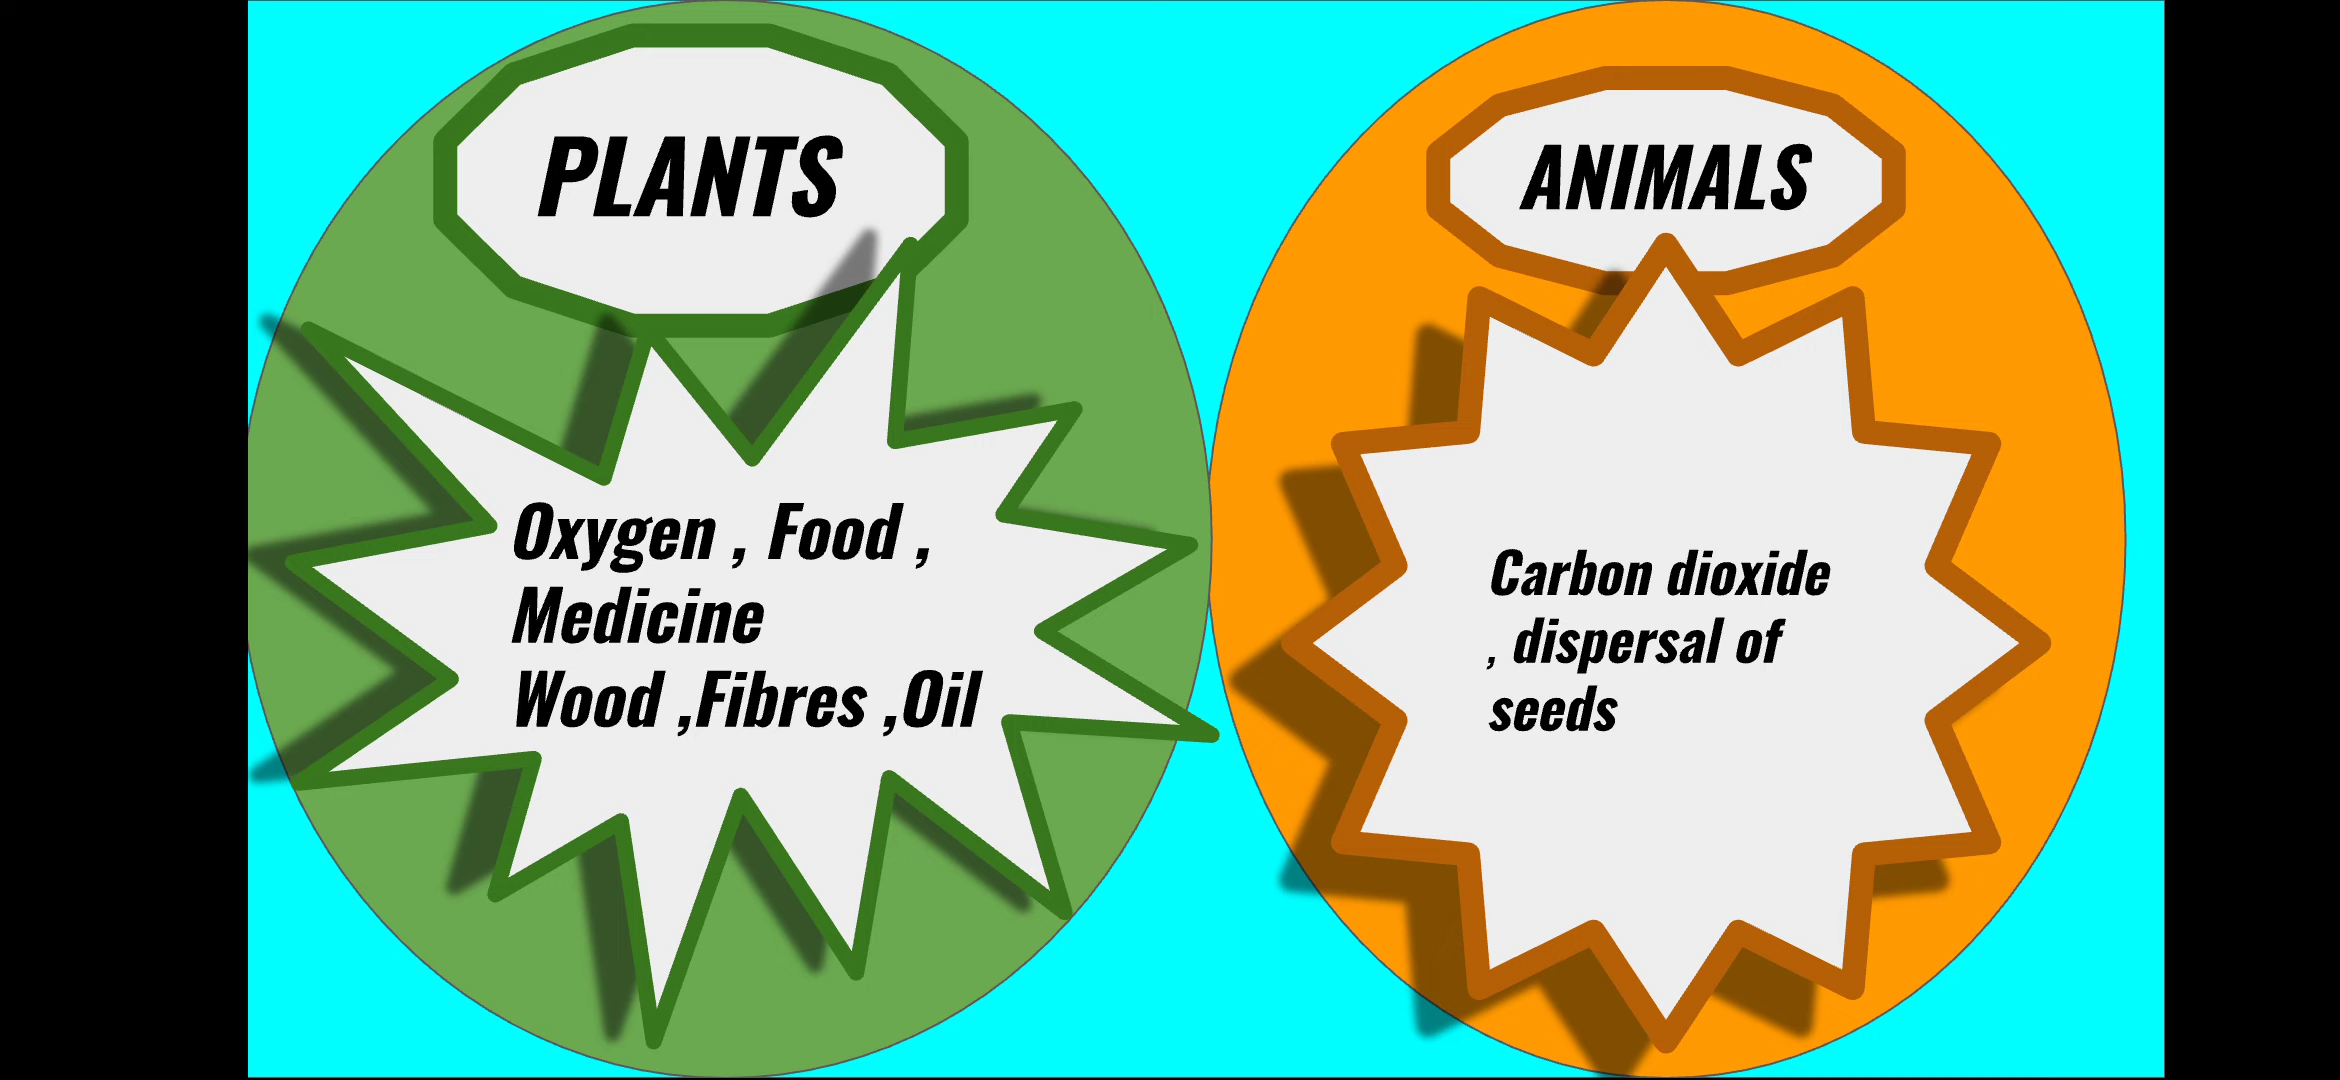 PLANTS
Oxygen , Food ,
Medicine
Wood ,Fibres ,Oil
ANIMALS
Carbon dioxide
, dispersal of
seeds